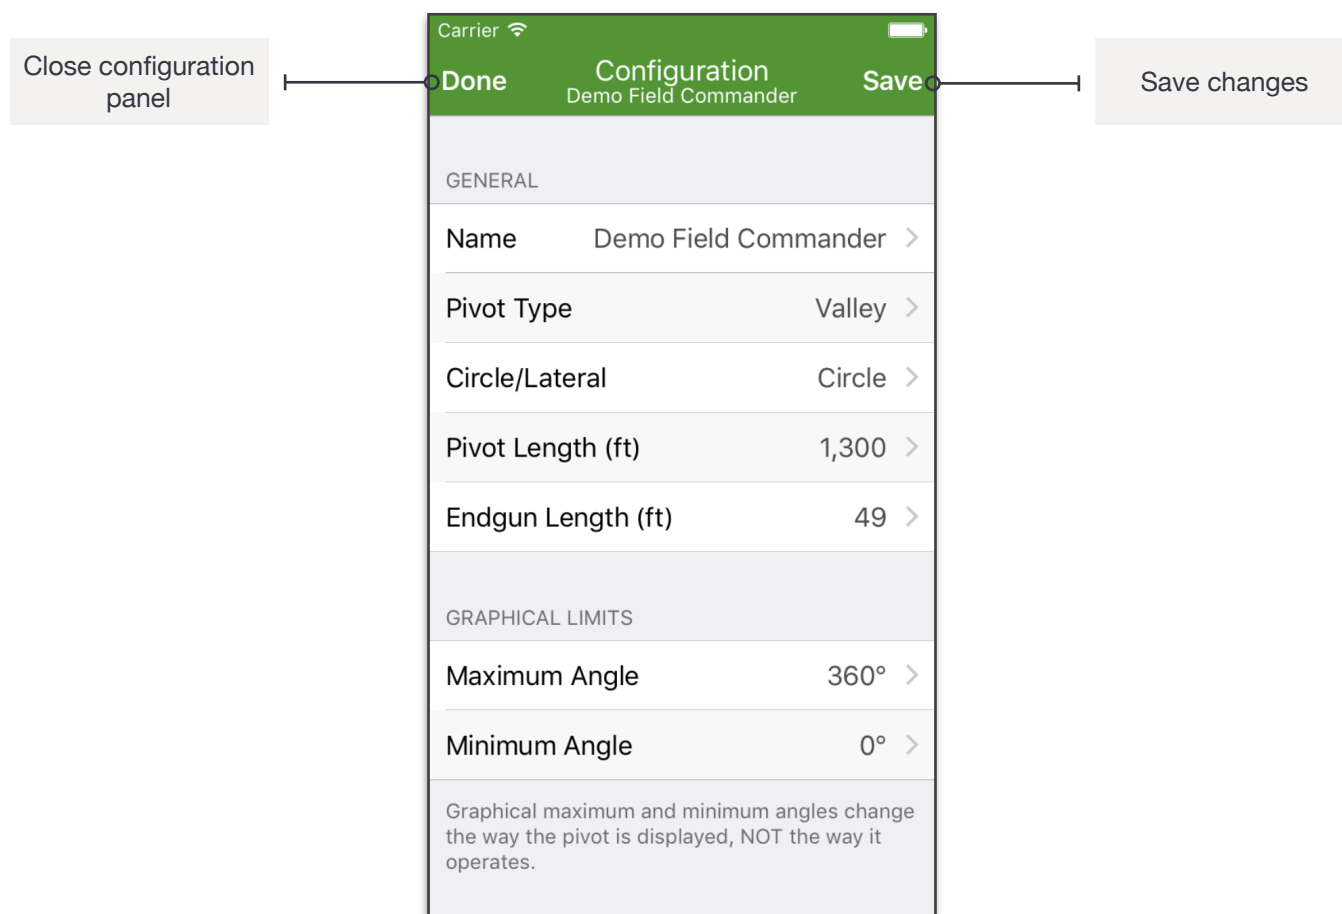 Carrier
Close configuration
panel
Done
Configuration
Demo Field Commander
Save
Save changes
GENERAL
Name Demo Field Commander
Pivot Type Valley
Circle/Lateral Circle
Pivot Length (ft) 1,300
Endgun Length (ft) 49
GRAPHICAL LIMITS
Maximum Angle 360°
Minimum Angle 0°
Graphical maximum and minimum angles change
the way the pivot is displayed, NOT the way it
operates.